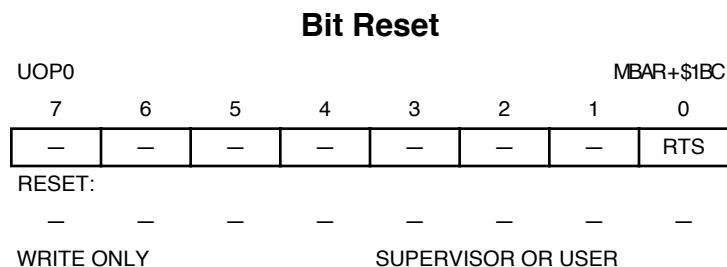 Bit Reset
UOP0 MBAR+$1BC
7 6 5 4 3 2 1 0
— — — — — — — RTS
RESET:
— — — — — — — —
WRITE ONLY SUPERVISOR OR USER